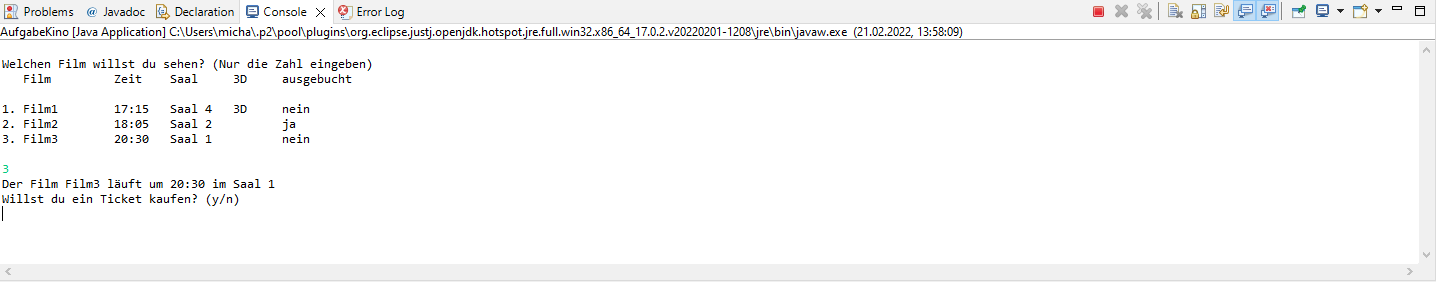 Problems @ Javadoc Declaration Console Error Log
AufgabeKino [Java Application] C:\Users\micha\.p2\pool\plugins\org.eclipse.justj.openjdk.hotspot.jre.full.win32.x86_64_17.0.2.v20220201-1208\jre\bin\javaw.exe (21.02.2022, 13:58:09)
Welchen Film willst du sehen? (Nur die Zahl eingeben)
Film Zeit Saal 3D ausgebucht
1. Film1 17:15 Saal 4 3D nein
2. Film2 18:05 Saal 2 ja
3. Film3 20:30 Saal 1 nein
3
Der Film Film3 läuft um 20:30 im Saal 1
Willst du ein Ticket kaufen? (y/n)